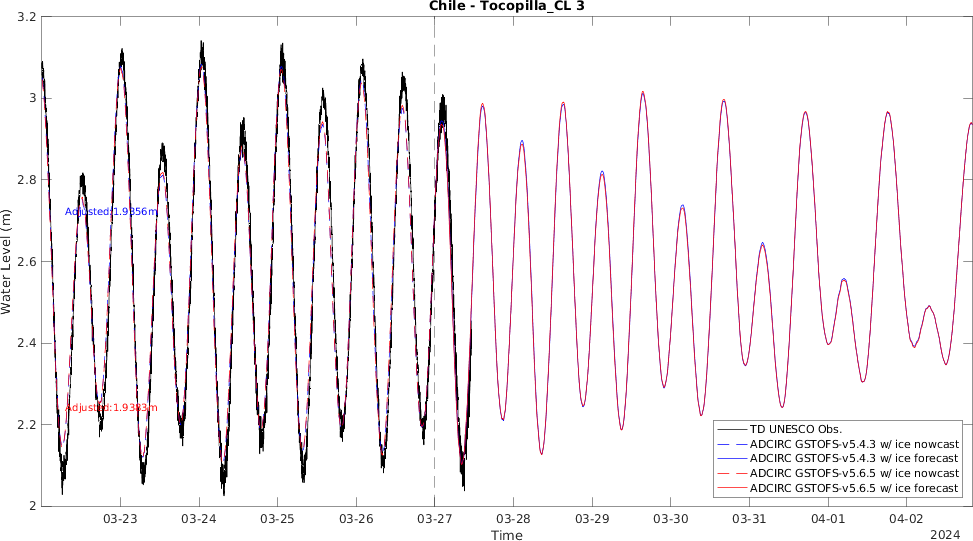 Chile - Tocopilla_CL 3
3.2
3
2.8
2.6
2.4
2.2
2
Water Level (m)
Adjusted:1.9356m
Adjusted:1.9383m
TD UNESCO Obs.
ADCIRC GSTOFS-v5.4.3 w/ ice nowcast
ADCIRC GSTOFS-v5.4.3 w/ ice forecast
ADCIRC GSTOFS-v5.6.5 w/ ice nowcast
ADCIRC GSTOFS-v5.6.5 w/ ice forecast
03-23
03-24
03-25
03-26
03-27
03-28
03-29
03-30
03-31
04-01
04-02
Time
2024